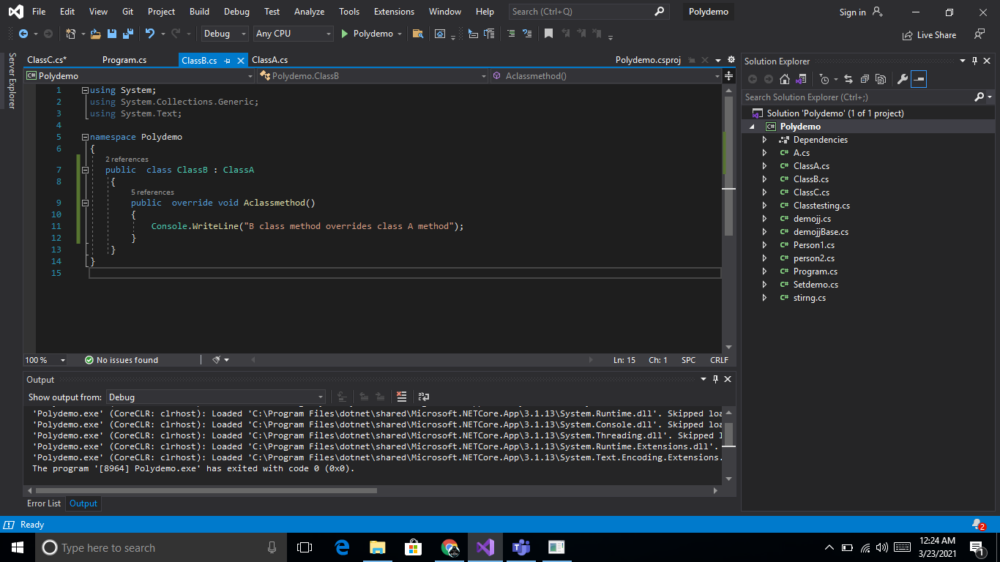 File Edit View Git Project Build Debug Test Analyze Tools Extensions Window Help Search (Ctrl+Q) Polydemo Sign in
Debug Any CPU Polydemo Live Share
Server Explorer
ClassC.cs* Program.cs ClassB.cs ClassA.cs Polydemo.csproj
C# Polydemo Polydemo.ClassB Aclassmethod()
1 using System;
2 using System.Collections.Generic;
3 using System.Text;
4
5 namespace Polydemo
6 {
2 references
7 public class ClassB : ClassA
8 {
5 references
9 public override void Aclassmethod()
10 {
11 Console.WriteLine("B class method overrides class A method");
12 }
13 }
14 }
15
100 % No issues found Ln: 15 Ch: 1 SPC CRLF
Output
Show output from: Debug
'Polydemo.exe' (CoreCLR: clrhost): Loaded 'C:\Program Files\dotnet\shared\Microsoft.NETCore.App\3.1.13\System.Runtime.dll'. Skipped loa
'Polydemo.exe' (CoreCLR: clrhost): Loaded 'C:\Program Files\dotnet\shared\Microsoft.NETCore.App\3.1.13\System.Console.dll'. Skipped loa
'Polydemo.exe' (CoreCLR: clrhost): Loaded 'C:\Program Files\dotnet\shared\Microsoft.NETCore.App\3.1.13\System.Threading.dll'. Skipped l
'Polydemo.exe' (CoreCLR: clrhost): Loaded 'C:\Program Files\dotnet\shared\Microsoft.NETCore.App\3.1.13\System.Runtime.Extensions.dll'.
'Polydemo.exe' (CoreCLR: clrhost): Loaded 'C:\Program Files\dotnet\shared\Microsoft.NETCore.App\3.1.13\System.Text.Encoding.Extensions.
The program '[8964] Polydemo.exe' has exited with code 0 (0x0).
Error List Output
Solution Explorer
Search Solution Explorer (Ctrl+;)
Solution 'Polydemo' (1 of 1 project)
C# Polydemo
Dependencies
C# A.cs
C# ClassA.cs
C# ClassB.cs
C# ClassC.cs
C# Classtesting.cs
C# demojj.cs
C# demojjBase.cs
C# Person1.cs
C# person2.cs
C# Program.cs
C# Setdemo.cs
C# stirng.cs
Ready 2
Type here to search
12:24 AM
3/23/2021
1